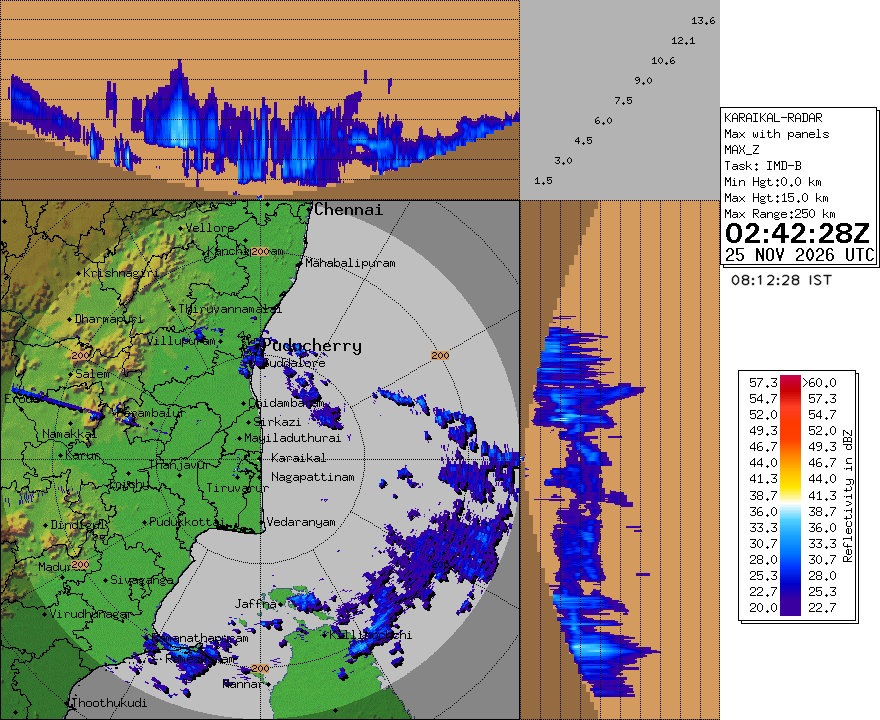 13.6
12.1
10.6
9.0
7.5
6.0
4.5
3.0
1.5
KARAIKAL-RADAR
Max with panels
MAX_Z
Task: IMD-B
Min Hgt:0.0 km
Max Hgt:15.0 km
Max Range:250 km
02:42:28Z
25 NOV 2026 UTC
08:12:28 IST
Chennai
Vellore
200
Mahabalipuram
Krishnagiri
Thiruvannamalai
Dharmapuri
Villupuram
Puducherry
200
200
Cuddalore
Salem
Chidambaram
Perambalur
Sirkazi
Namakkal
Mayiladuthurai
Karur
Karaikal
Thanjavur
Nagapattinam
Tiruvarur
Dindigul
Pudukkottai
Vedaranyam
200
Sivaganga
Jaffna
Virudhunagar
Ramanathapuram
Killinochchi
200
Mannar
Thoothukudi
57.3 >60.0
54.7 57.3
52.0 54.7
49.3 52.0
46.7 49.3
44.0 46.7
41.3 44.0
38.7 41.3
36.0 38.7
33.3 36.0
30.7 33.3
28.0 30.7
25.3 28.0
22.7 25.3
20.0 22.7
Reflectivity in dBZ